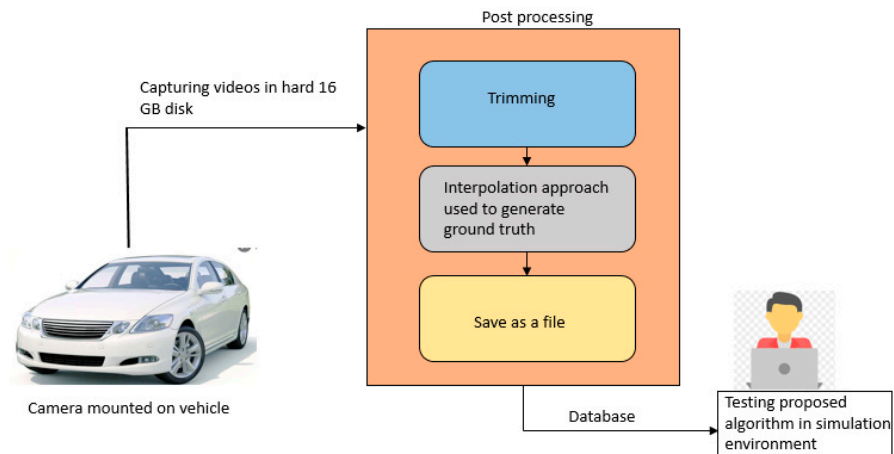 Post processing
Capturing videos in hard 16
GB disk
Trimming
Interpolation approach
used to generate
ground truth
Save as a file
Camera mounted on vehicle
Database
Testing proposed
algorithm in simulation
environment